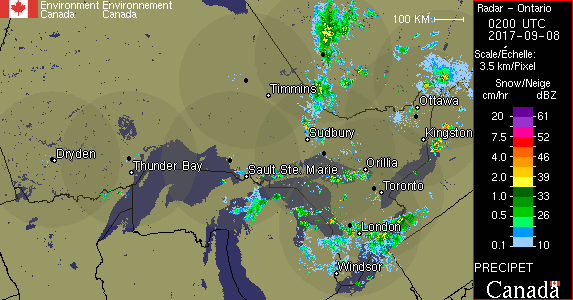 Environment Environnement
Canada Canada
100 KM
Timmins
Ottawa
Sudbury
Kingston
Dryden
Thunder Bay
Sault Ste. Marie
Orillia
Toronto
London
Windsor
Radar - Ontario
0200 UTC
2017-09-08
Scale/Échelle:
3.5 km/Pixel
Snow/Neige
cm/hr dBZ
20 61
7.5 52
4.0 46
2.0 39
1.0 33
0.5 26
0.1 10
PRECIPET
Canada